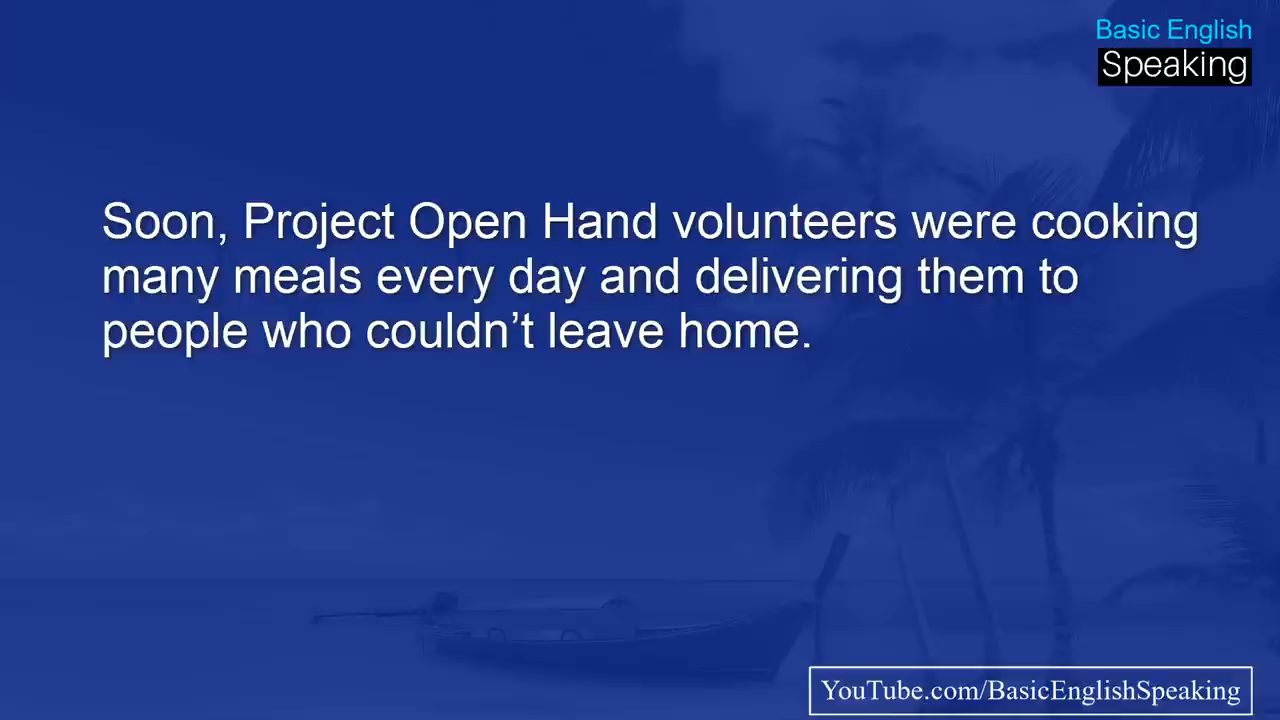 Basic English
Speaking
Soon, Project Open Hand volunteers were cooking
many meals every day and delivering them to
people who couldn’t leave home.
YouTube.com/BasicEnglishSpeaking